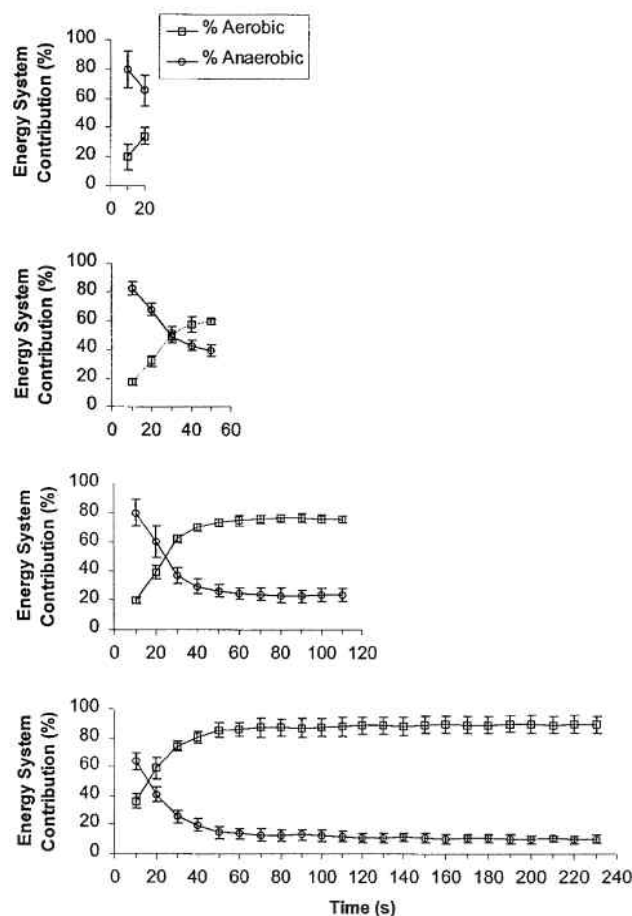 % Aerobic
% Anaerobic
Energy System
Contribution (%)
100
80
60
40
20
0
0 20
Energy System
Contribution (%)
100
80
60
40
20
0
0 20 40 60
Energy System
Contribution (%)
100
80
60
40
20
0
0 20 40 60 80 100 120
Energy System
Contribution (%)
100
80
60
40
20
0
0 20 40 60 80 100 120 140 160 180 200 220 240
Time (s)